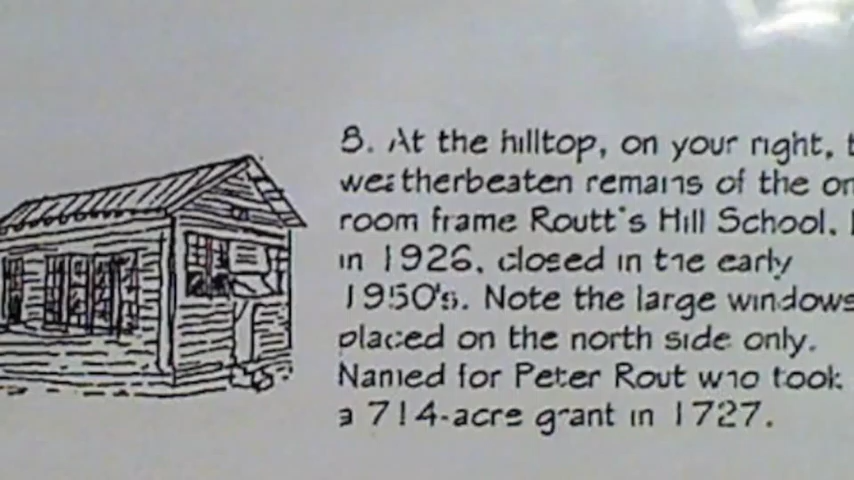 8. At the hilltop, on your right,
weatherbeaten remains of the
room frame Routt's Hill School.
in 1926, closed in the early
1950's. Note the large windows
placed on the north side only.
Named for Peter Rout who took
a 714-acre grant in 1727.